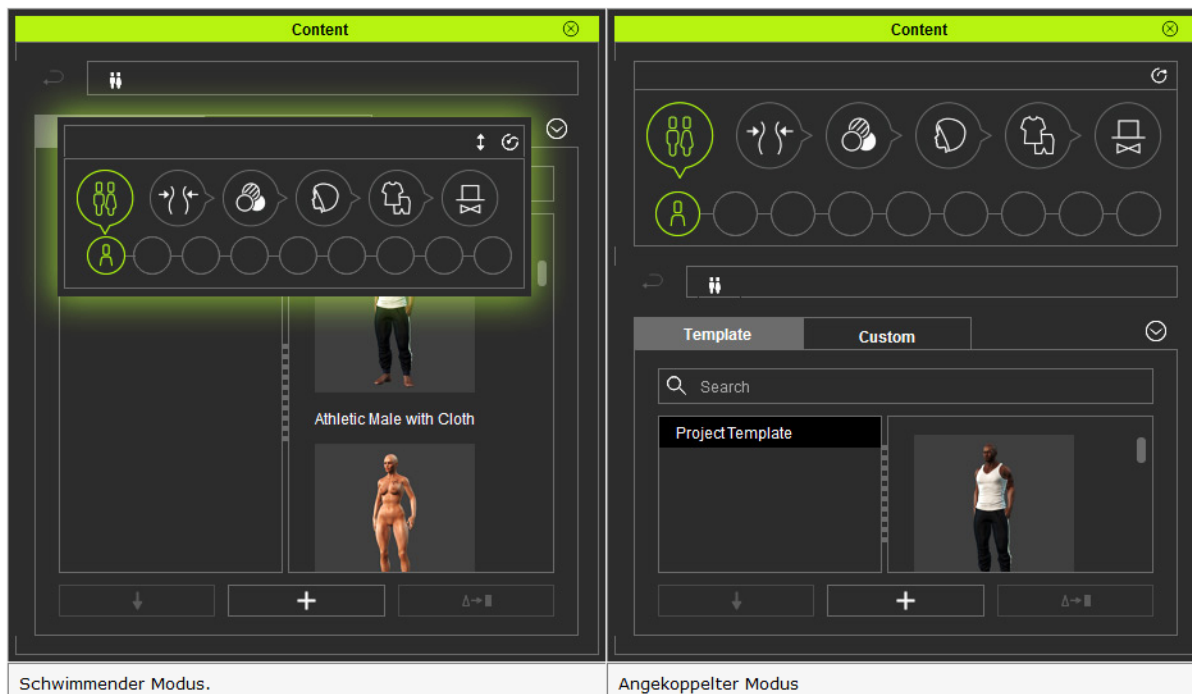 Content
Athletic Male with Cloth
Schwimmender Modus.
Content
Template
Custom
Search
Project Template
Angekoppelter Modus